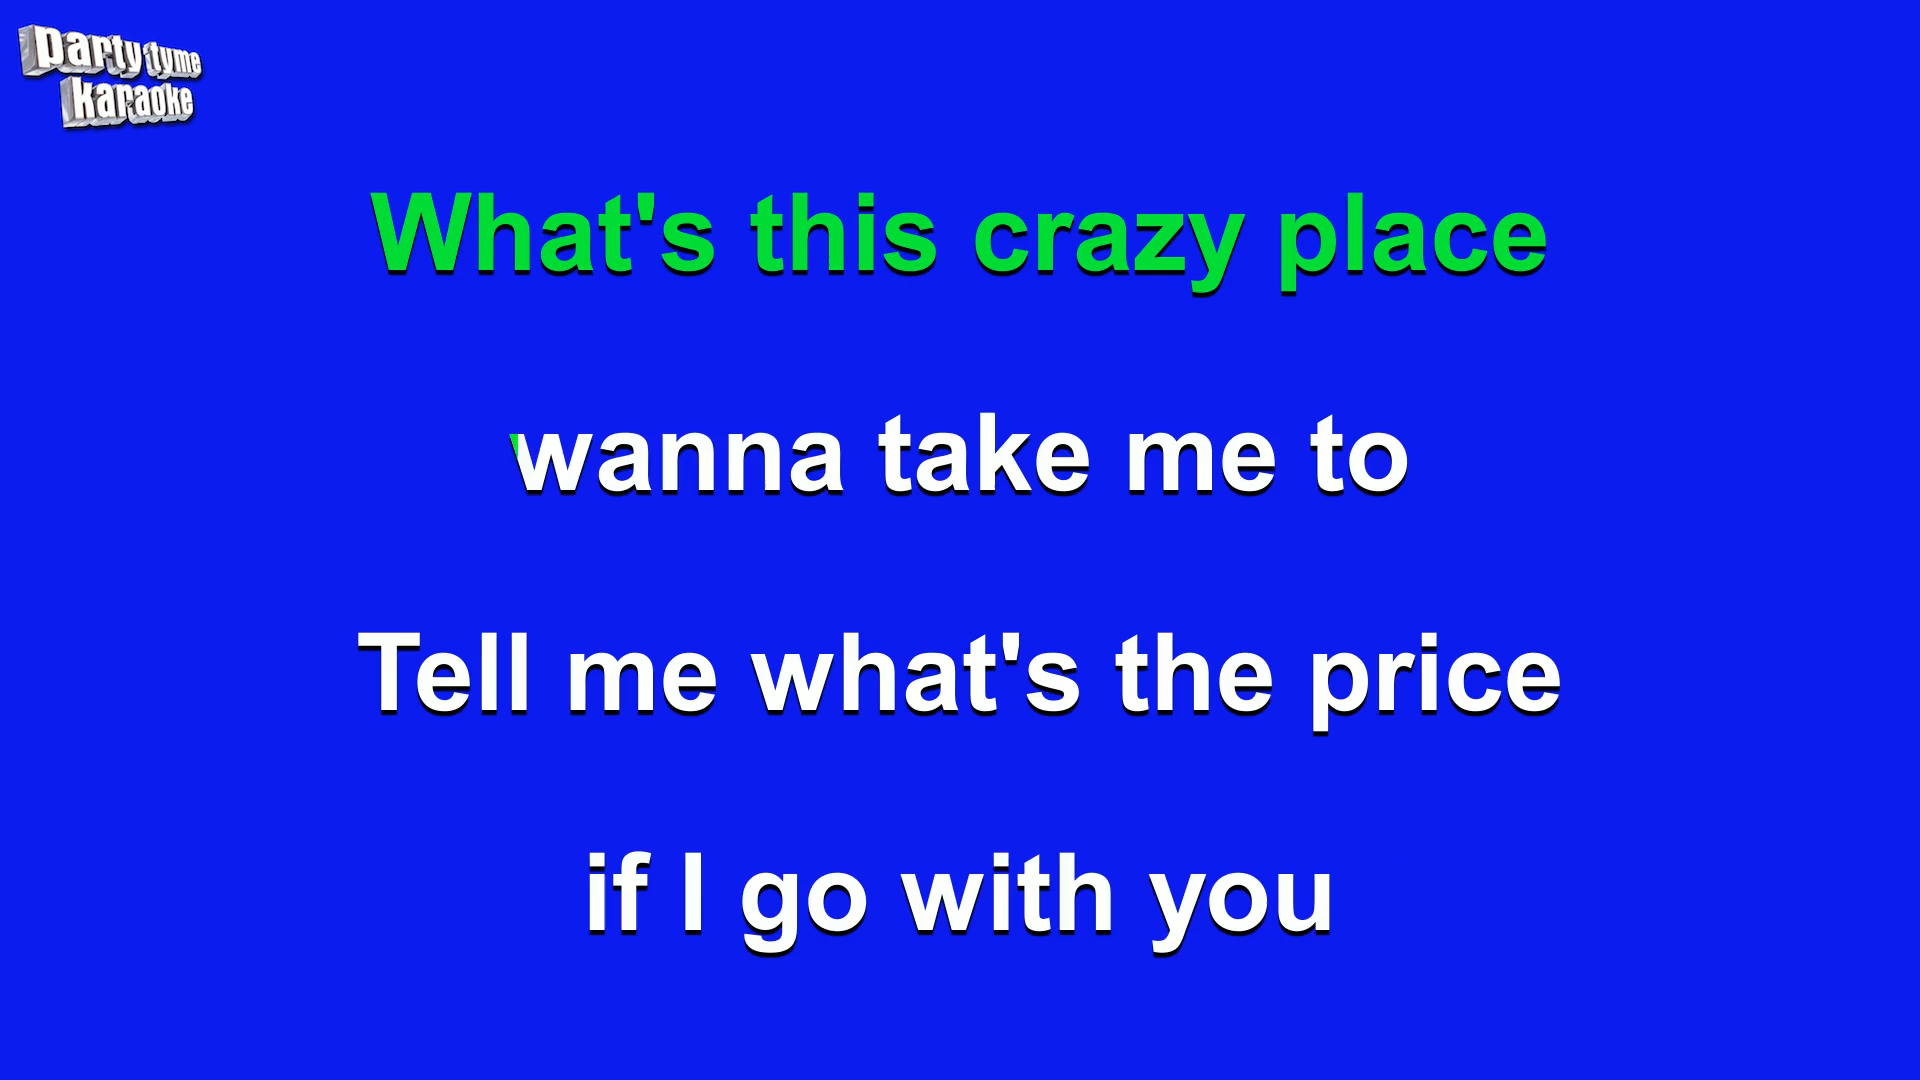 party tyme
karaoke
What's this crazy place
wanna take me to
Tell me what's the price
if I go with you